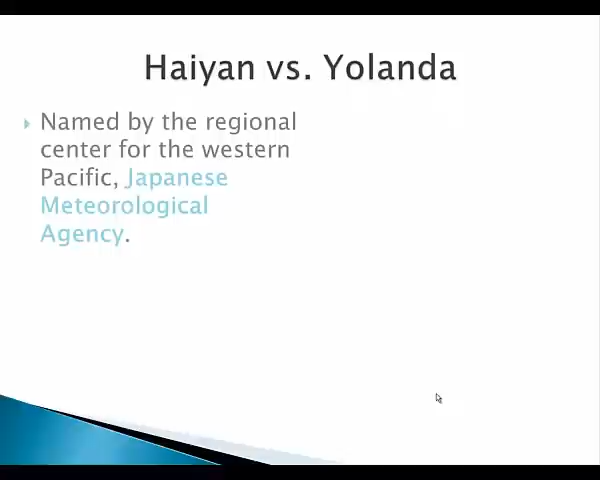 Haiyan vs. Yolanda
Named by the regional
center for the western
Pacific, Japanese
Meteorological
Agency.